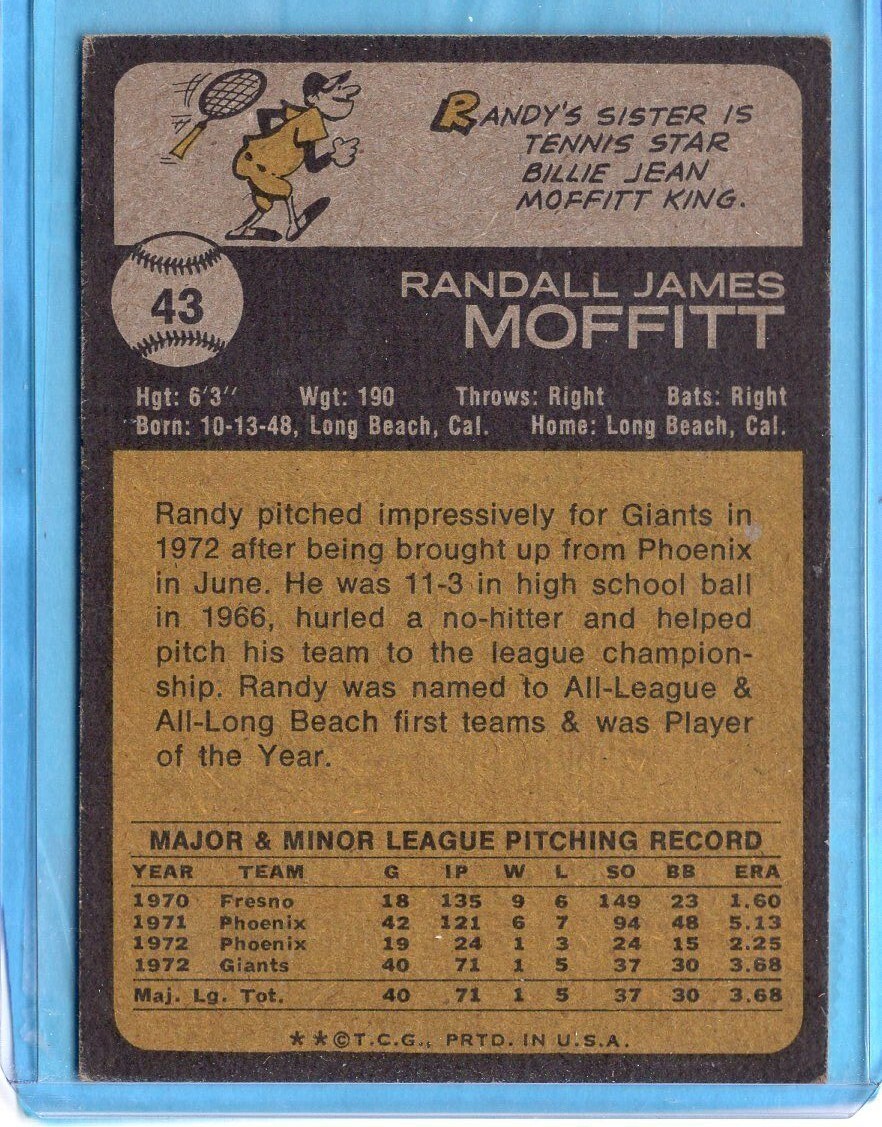 RANDY'S SISTER IS
TENNIS STAR
BILLIE JEAN
MOFFITT KING.
43
RANDALL JAMES
MOFFITT
Hgt: 6'3" Wgt: 190 Throws: Right Bats: Right
Born: 10-13-48, Long Beach, Cal. Home: Long Beach, Cal.
Randy pitched impressively for Giants in
1972 after being brought up from Phoenix
in June. He was 11-3 in high school ball
in 1966, hurled a no-hitter and helped
pitch his team to the league champion-
ship. Randy was named to All-League &
All-Long Beach first teams & was Player
of the Year.
MAJOR & MINOR LEAGUE PITCHING RECORD
YEAR TEAM G IP W L SO BB ERA
1970 Fresno 18 135 9 6 149 23 1.60
1971 Phoenix 42 121 6 7 94 48 5.13
1972 Phoenix 19 24 1 3 24 15 2.25
1972 Giants 40 71 1 5 37 30 3.68
Maj. Lg. Tot. 40 71 1 5 37 30 3.68
**©T.C.G., PRTD. IN U.S.A.